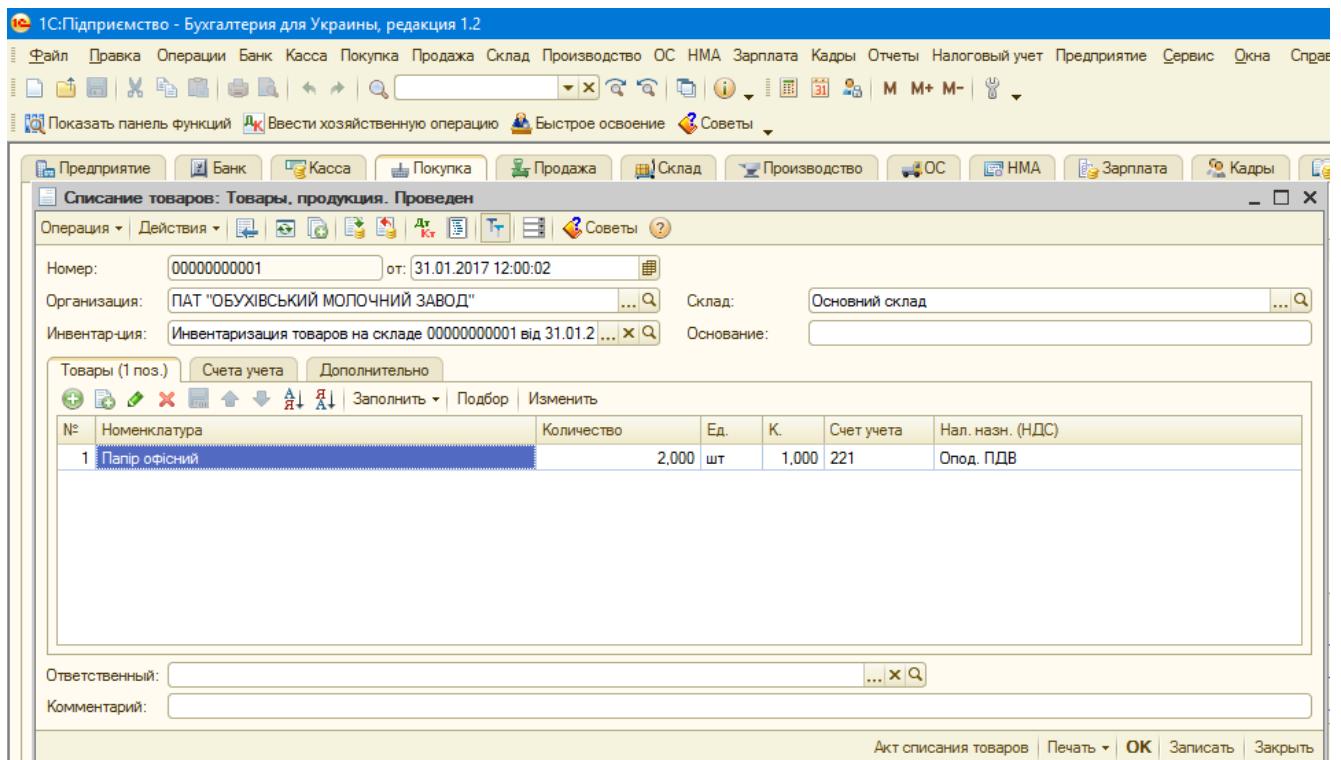 1С:Підприємство - Бухгалтерия для Украины, редакция 1.2
Файл Правка Операции Банк Касса Покупка Продажа Склад Производство ОС НМА Зарплата Кадры Отчеты Налоговый учет Предприятие Сервис Окна
M M+ M-
Показать панель функций Ввести хозяйственную операцию Быстрое освоение Советы
Предприятие Банк Касса Покупка Продажа Склад Производство ОС НМА Зарплата Кадры
Списание товаров: Товары, продукция. Проведен
Операция Действия Дт Кт Советы
Номер: 00000000001 от: 31.01.2017 12:00:02
Организация: ПАТ "ОБУХІВСЬКИЙ МОЛОЧНИЙ ЗАВОД" ... Склад: Основний склад ...
Инвентар-ция: Инвентаризация товаров на складе 00000000001 від 31.01.2 ... Основание:
Товары (1 поз.) Счета учета Дополнительно
Заполнить Подбор Изменить
№ Номенклатура Количество Ед. К. Счет учета Нал. назн. (НДС)
1 Папір офісний 2,000 шт 1,000 221 Опод. ПДВ
Ответственный: ...
Комментарий:
Акт списания товаров Печать OK Записать Закрыть